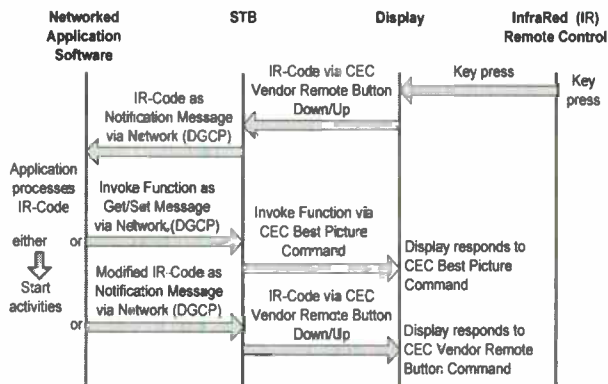 Networked
Application
Software
STB
Display
InfraRed (IR)
Remote Control
IR-Code via CEC
Vendor Remote Button
Down/Up
Key press
Key
press
IR-Code as
Notification Message
via Network (DGCP)
Application
processes
IR-Code
Invoke Function as
Get/Set Message
via Network (DGCP)
Invoke Function via
CEC Best Picture
Command
either
or
Display responds to
CEC Best Picture
Command
Start
activities
Modified IR-Code as
Notification Message
via Network (DGCP)
IR-Code via CEC
Vendor Remote Button
Down/Up
or
Display responds to
CEC Vendor Remote
Button Command